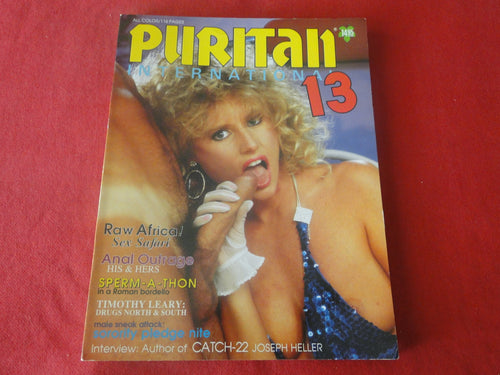 ALL COLOR/116 PAGES
PURITAN
INTERNATIONAL
13
Raw Africa!
Sex Safari
Anal Outrage
HIS & HERS
SPERM-A-THON
in a Roman bordello
TIMOTHY LEARY:
DRUGS NORTH & SOUTH
male sneak attack!
sorority pledge nite
Interview: Author of CATCH-22 JOSEPH HELLER